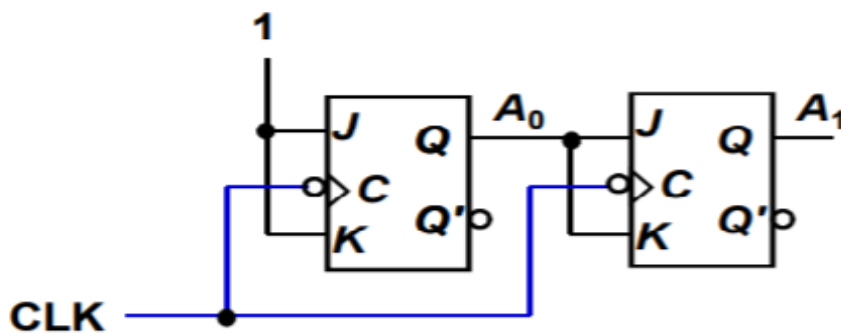 1
J Q A₀ J Q A₁
C C
K Q' K Q'
CLK